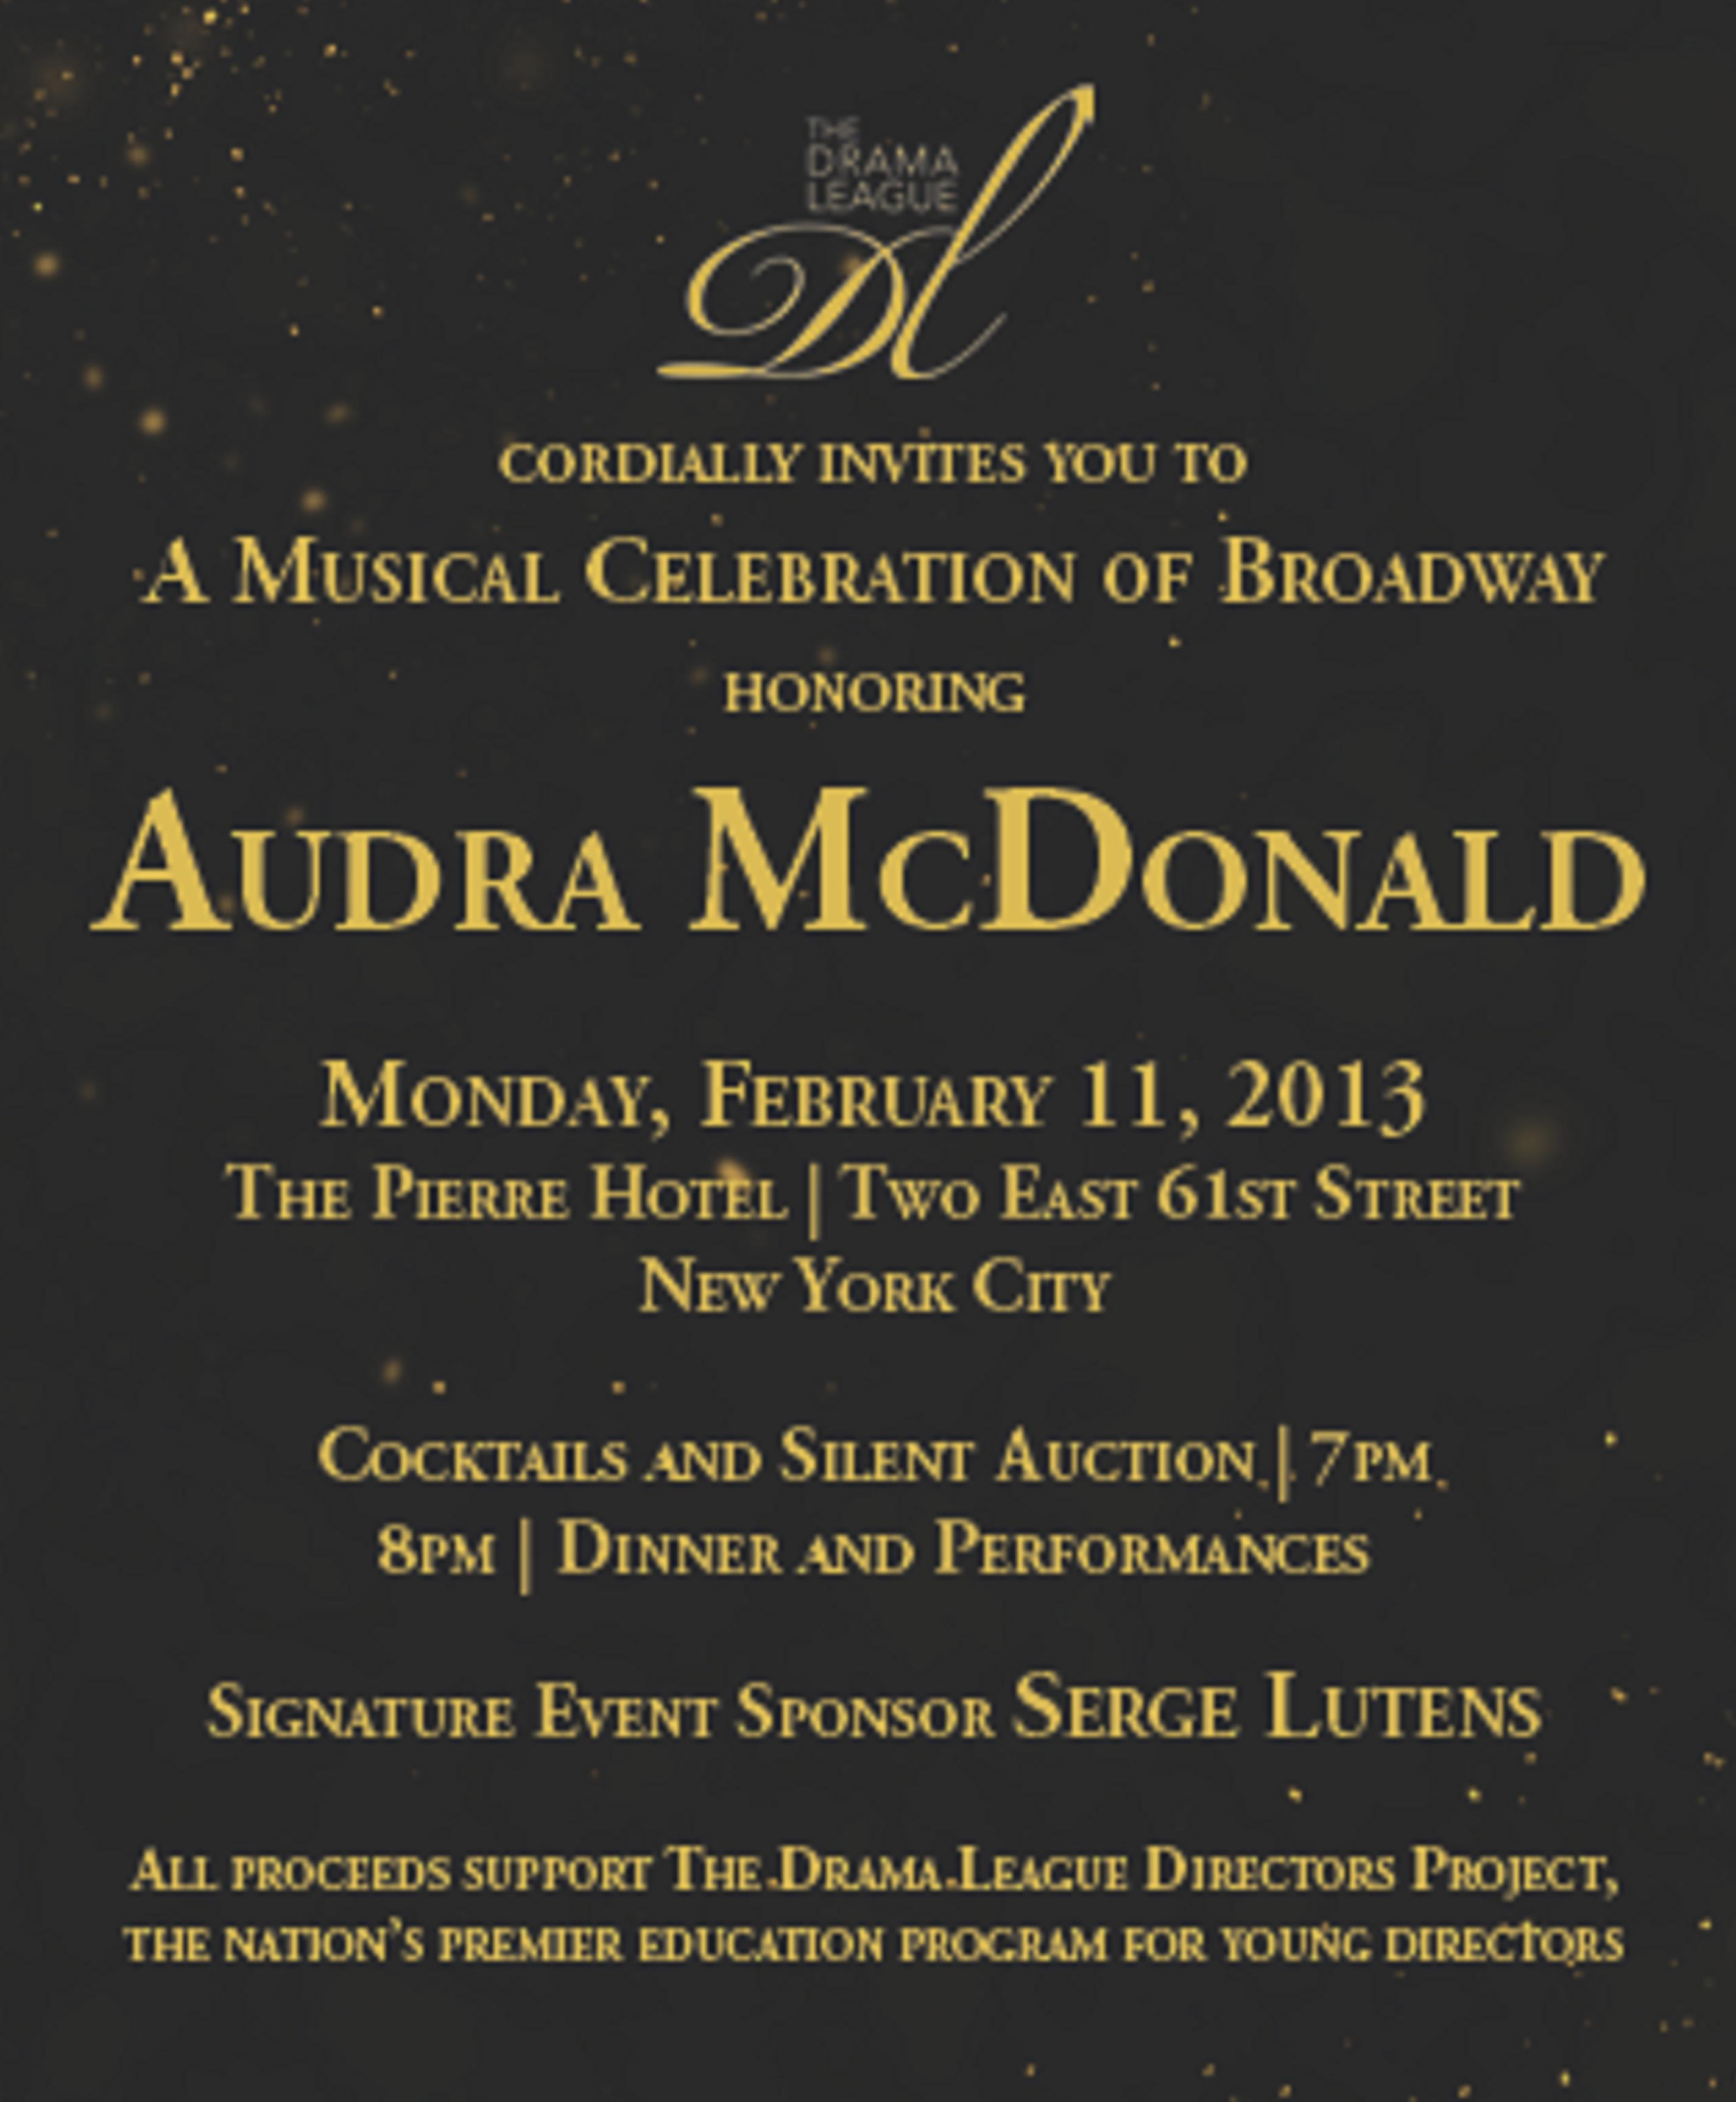 THE
DRAMA
LEAGUE
Dl
CORDIALLY INVITES YOU TO
A MUSICAL CELEBRATION OF BROADWAY
HONORING
AUDRA MCDONALD
MONDAY, FEBRUARY 11, 2013
THE PIERRE HOTEL | TWO EAST 61ST STREET
NEW YORK CITY
COCKTAILS AND SILENT AUCTION | 7PM
8PM | DINNER AND PERFORMANCES
SIGNATURE EVENT SPONSOR SERGE LUTENS
ALL PROCEEDS SUPPORT THE DRAMA LEAGUE DIRECTORS PROJECT,
THE NATION'S PREMIER EDUCATION PROGRAM FOR YOUNG DIRECTORS